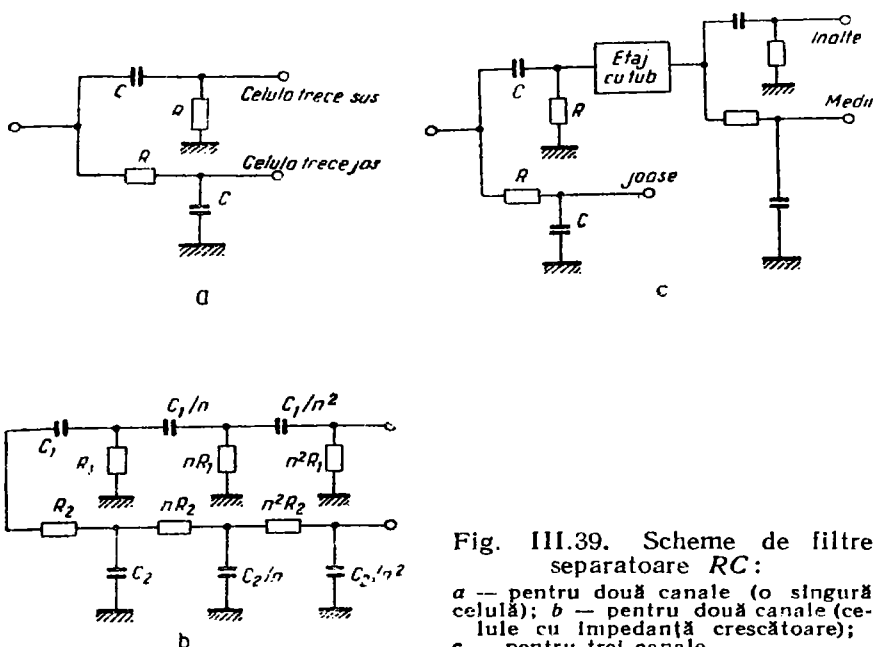 C
R
Celula trece sus
R
Celula trece jos
C
a
C
R
Etaj
cu tub
Inalte
Medii
R
joase
C
c
C₁
C₁/n
C₁/n²
R₁
nR₁
n²R₁
R₂
nR₂
n²R₂
C₂
C₂/n
C₂/n²
b
Fig. III.39. Scheme de filtre
separatoare RC:
a — pentru două canale (o singură
celulă); b — pentru două canale (ce-
lule cu impedanță crescătoare);
c — pentru trei canale